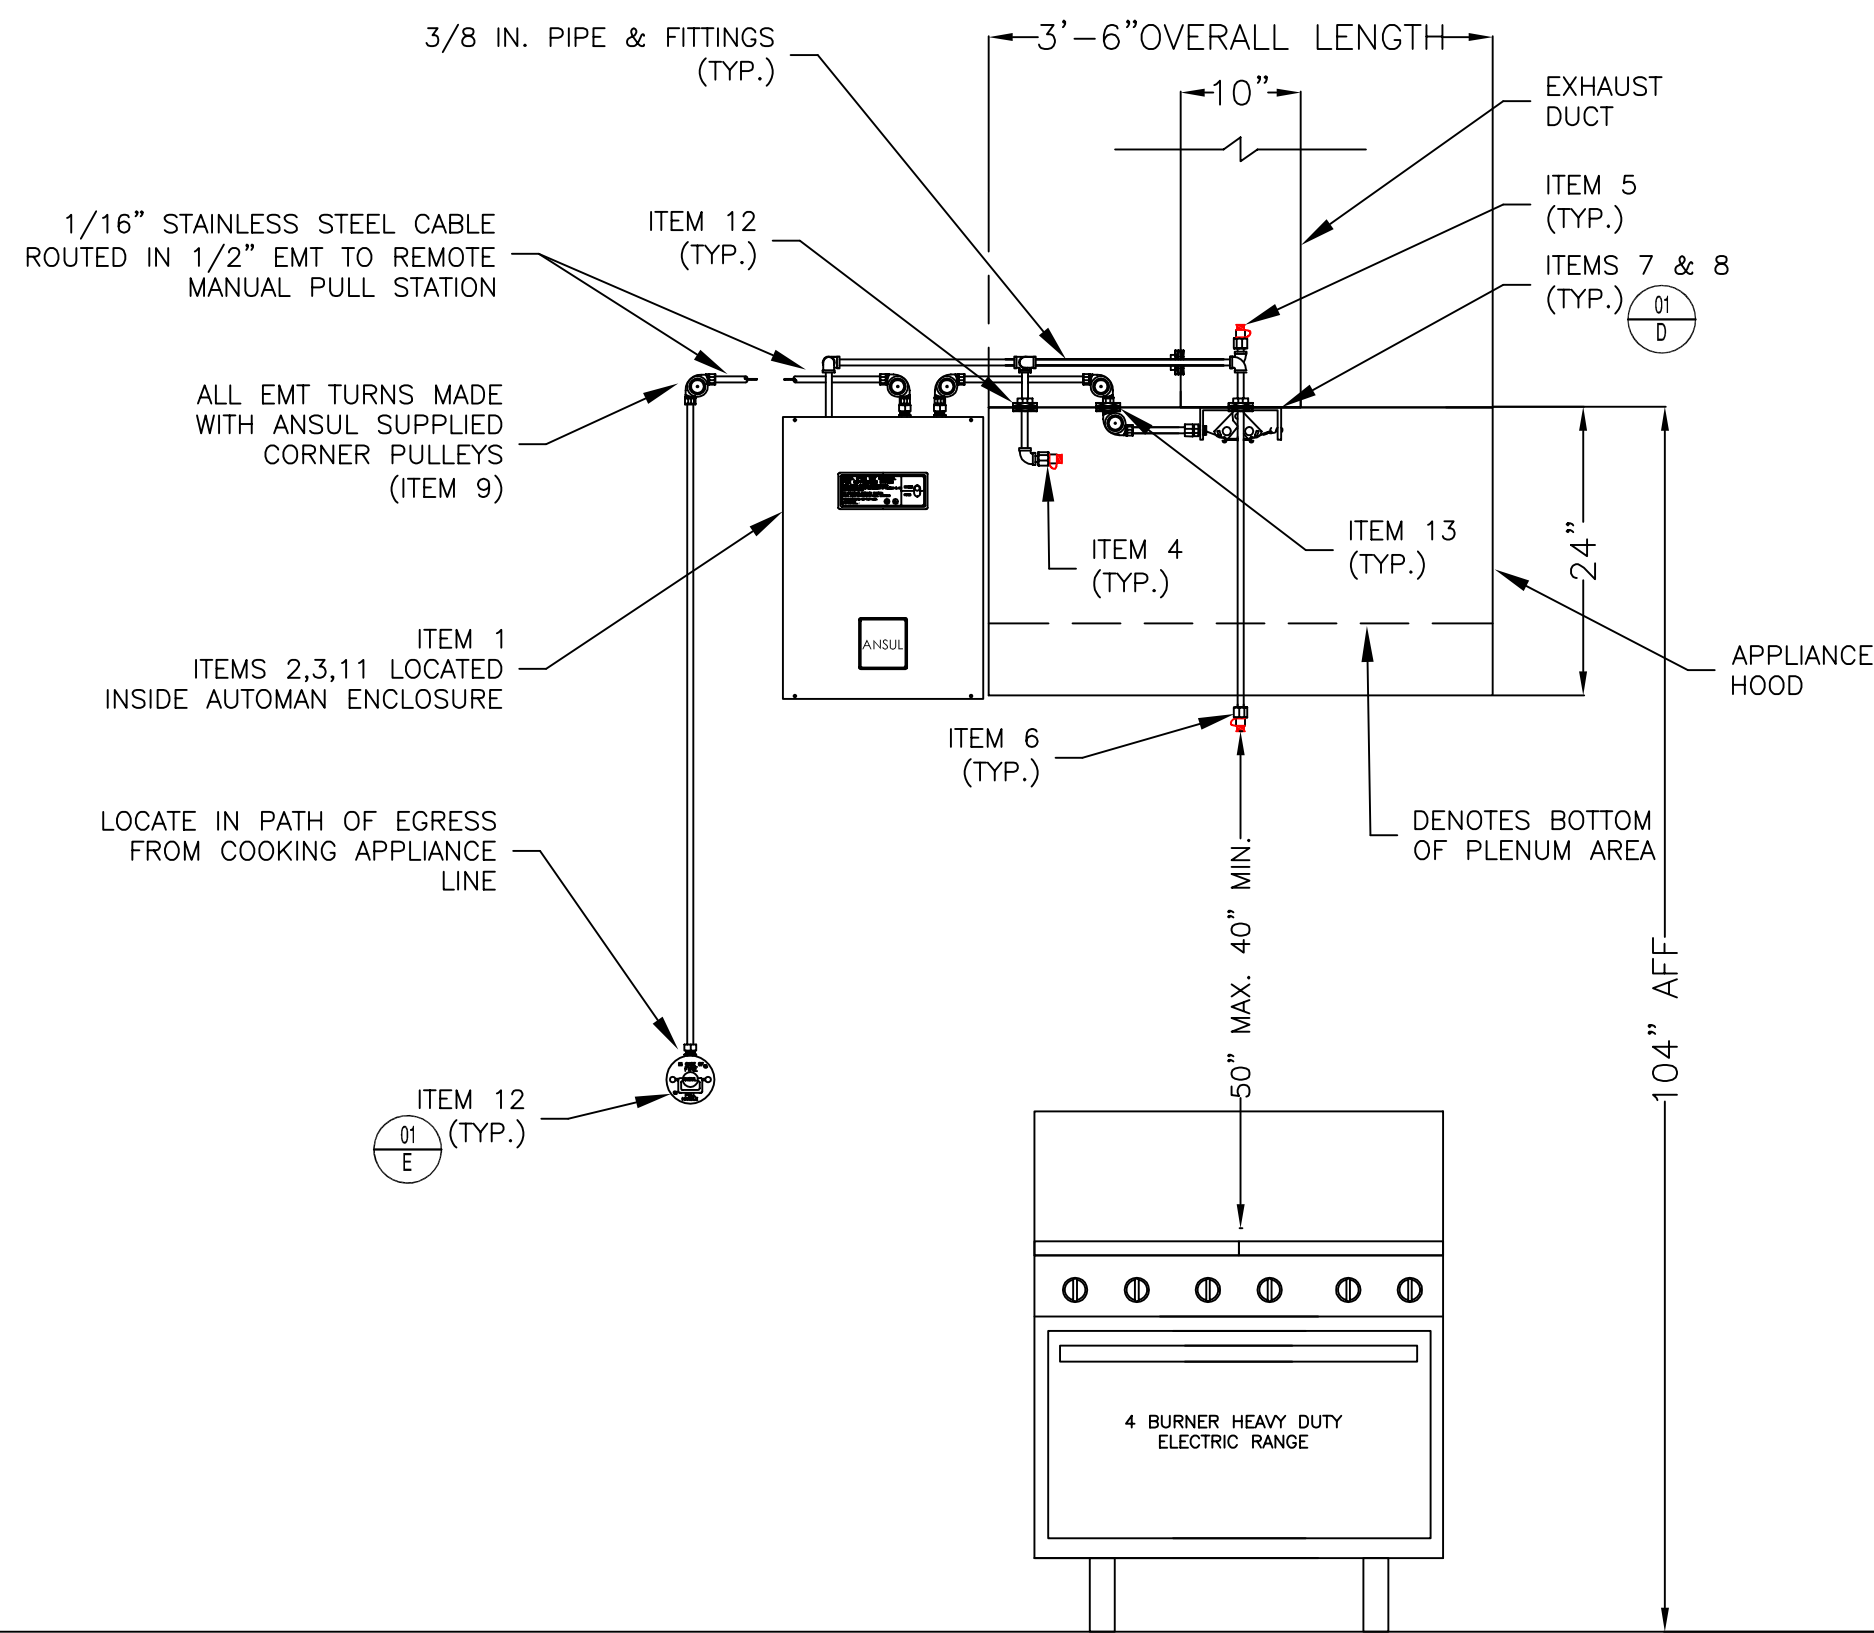 3/8 IN. PIPE & FITTINGS
(TYP.)
3'-6"OVERALL LENGTH
10"
EXHAUST
DUCT
ITEM 5
(TYP.)
ITEMS 7 & 8
(TYP.)
01
D
1/16" STAINLESS STEEL CABLE
ROUTED IN 1/2" EMT TO REMOTE
MANUAL PULL STATION
ITEM 12
(TYP.)
ALL EMT TURNS MADE
WITH ANSUL SUPPLIED
CORNER PULLEYS
(ITEM 9)
ITEM 4
(TYP.)
ITEM 13
(TYP.)
24"
ITEM 1
ITEMS 2,3,11 LOCATED
INSIDE AUTOMAN ENCLOSURE
ANSUL
APPLIANCE
HOOD
ITEM 6
(TYP.)
LOCATE IN PATH OF EGRESS
FROM COOKING APPLIANCE
LINE
DENOTES BOTTOM
OF PLENUM AREA
50" MAX. 40" MIN.
104" AFF
ITEM 12
(TYP.)
01
E
4 BURNER HEAVY DUTY
ELECTRIC RANGE